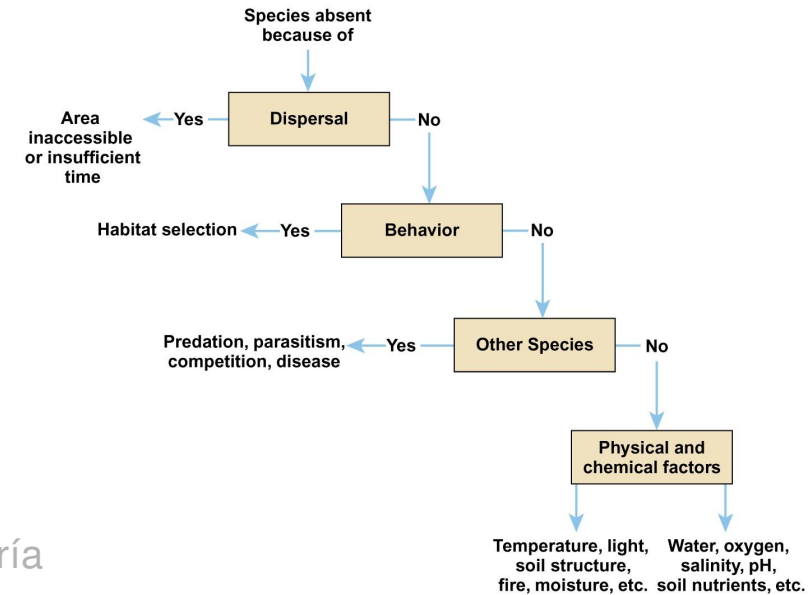 Species absent
because of
Area
inaccessible
or insufficient
time
Yes
Dispersal
No
Habitat selection
Yes
Behavior
No
Predation, parasitism,
competition, disease
Yes
Other Species
No
Physical and
chemical factors
Temperature, light,
soil structure,
fire, moisture, etc.
Water, oxygen,
salinity, pH,
soil nutrients, etc.
ría